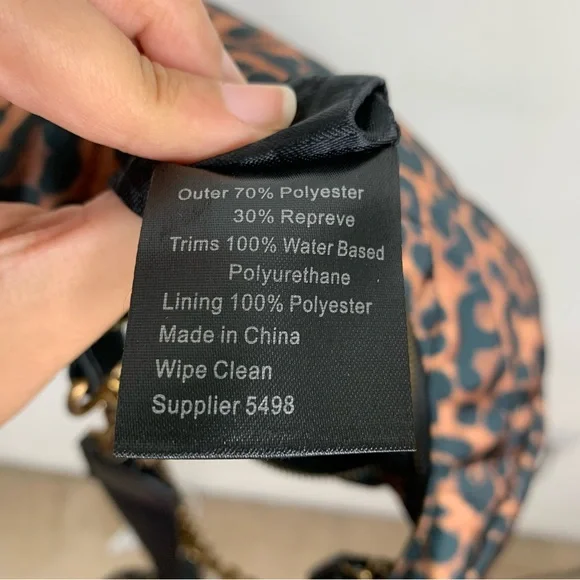 Outer 70% Polyester
30% Repreve
Trims 100% Water Based
Polyurethane
Lining 100% Polyester
Made in China
Wipe Clean
Supplier 5498